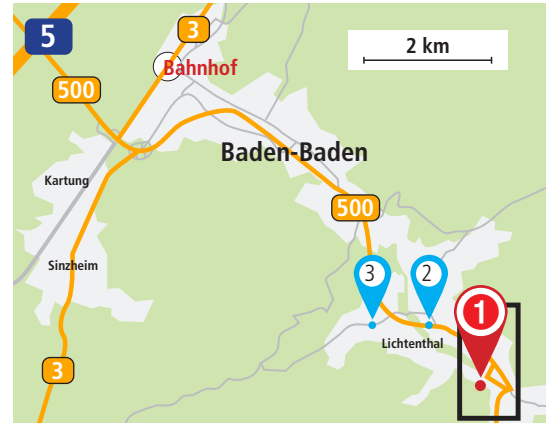 5
3
2 km
Bahnhof
500
Baden-Baden
Kartung
500
Sinzheim
3
2
1
Lichtenthal
3